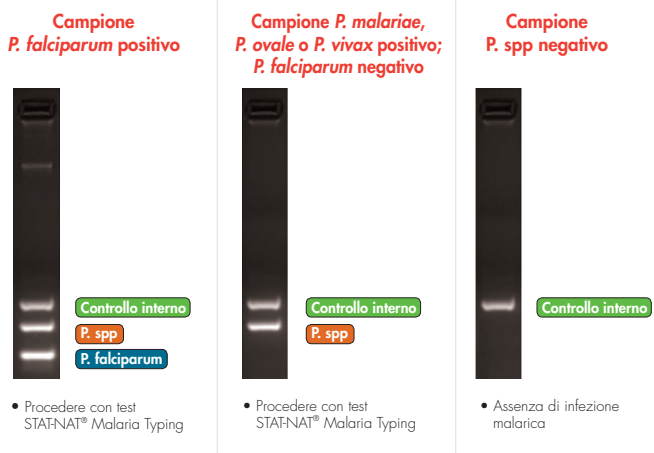 Campione
P. falciparum positivo
Controllo interno
P. spp
P. falciparum
• Procedere con test
STAT-NAT® Malaria Typing
Campione P. malariae,
P. ovale o P. vivax positivo;
P. falciparum negativo
Controllo interno
P. spp
• Procedere con test
STAT-NAT® Malaria Typing
Campione
P. spp negativo
Controllo interno
• Assenza di infezione
malarica